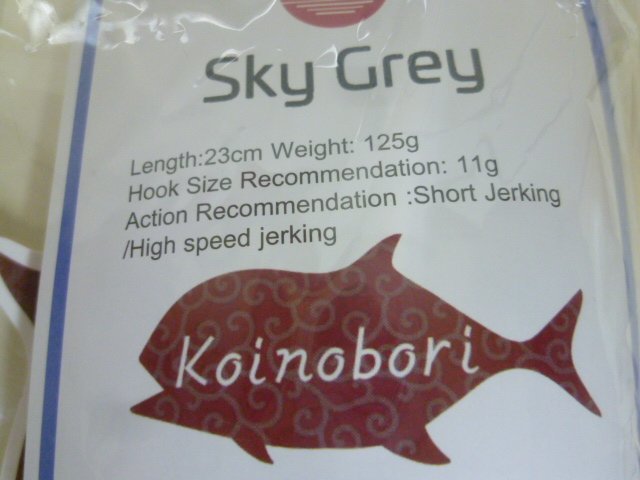 Sky Grey
Length:23cm Weight: 125g
Hook Size Recommendation: 11g
Action Recommendation :Short Jerking
/High speed jerking
Koinobori